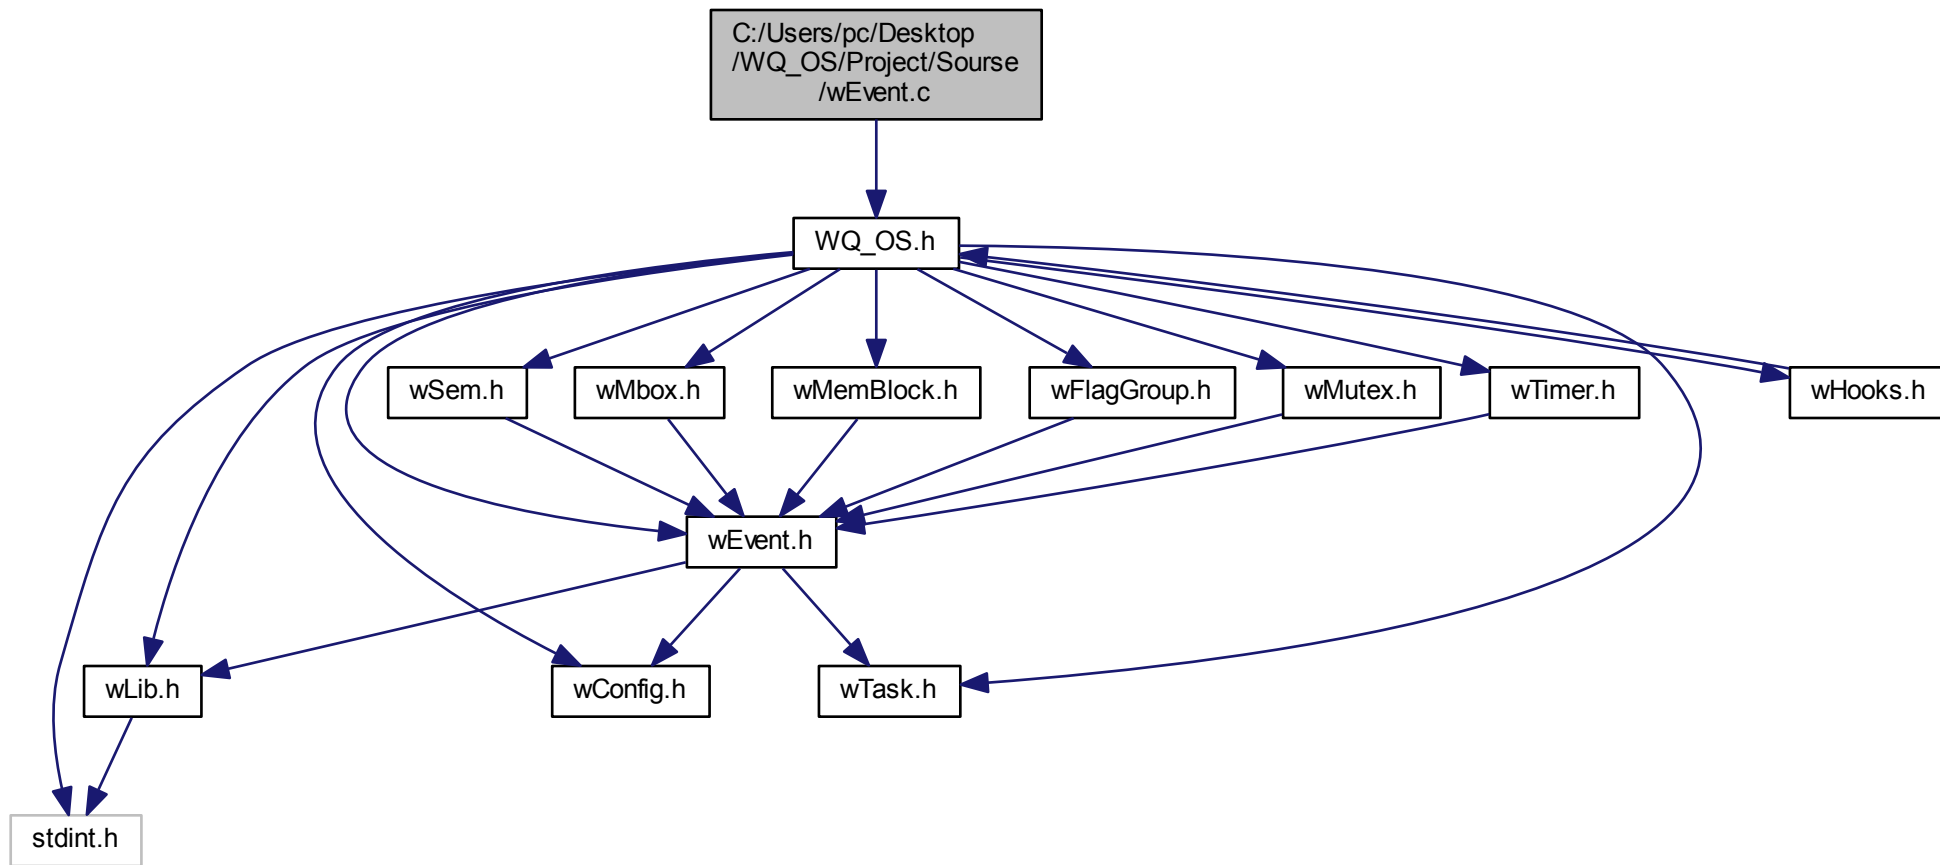 C:/Users/pc/Desktop
/WQ_OS/Project/Sourse
/wEvent.c
WQ_OS.h
wSem.h
wMbox.h
wMemBlock.h
wFlagGroup.h
wMutex.h
wTimer.h
wHooks.h
wEvent.h
wLib.h
wConfig.h
wTask.h
stdint.h